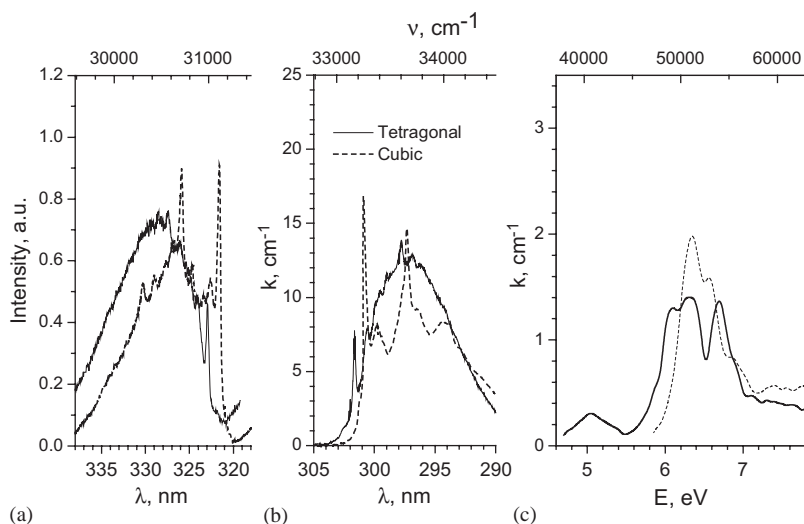 ν, cm-1
30000 31000
33000 34000
40000 50000 60000
1.2
1.0
0.8
0.6
0.4
0.2
0.0
Intensity, a.u.
335 330 325 320
λ, nm
(a)
25
20
15
10
5
0
k, cm-1
Tetragonal
Cubic
305 300 295 290
λ, nm
(b)
3
2
1
0
k, cm-1
5 6 7
E, eV
(c)